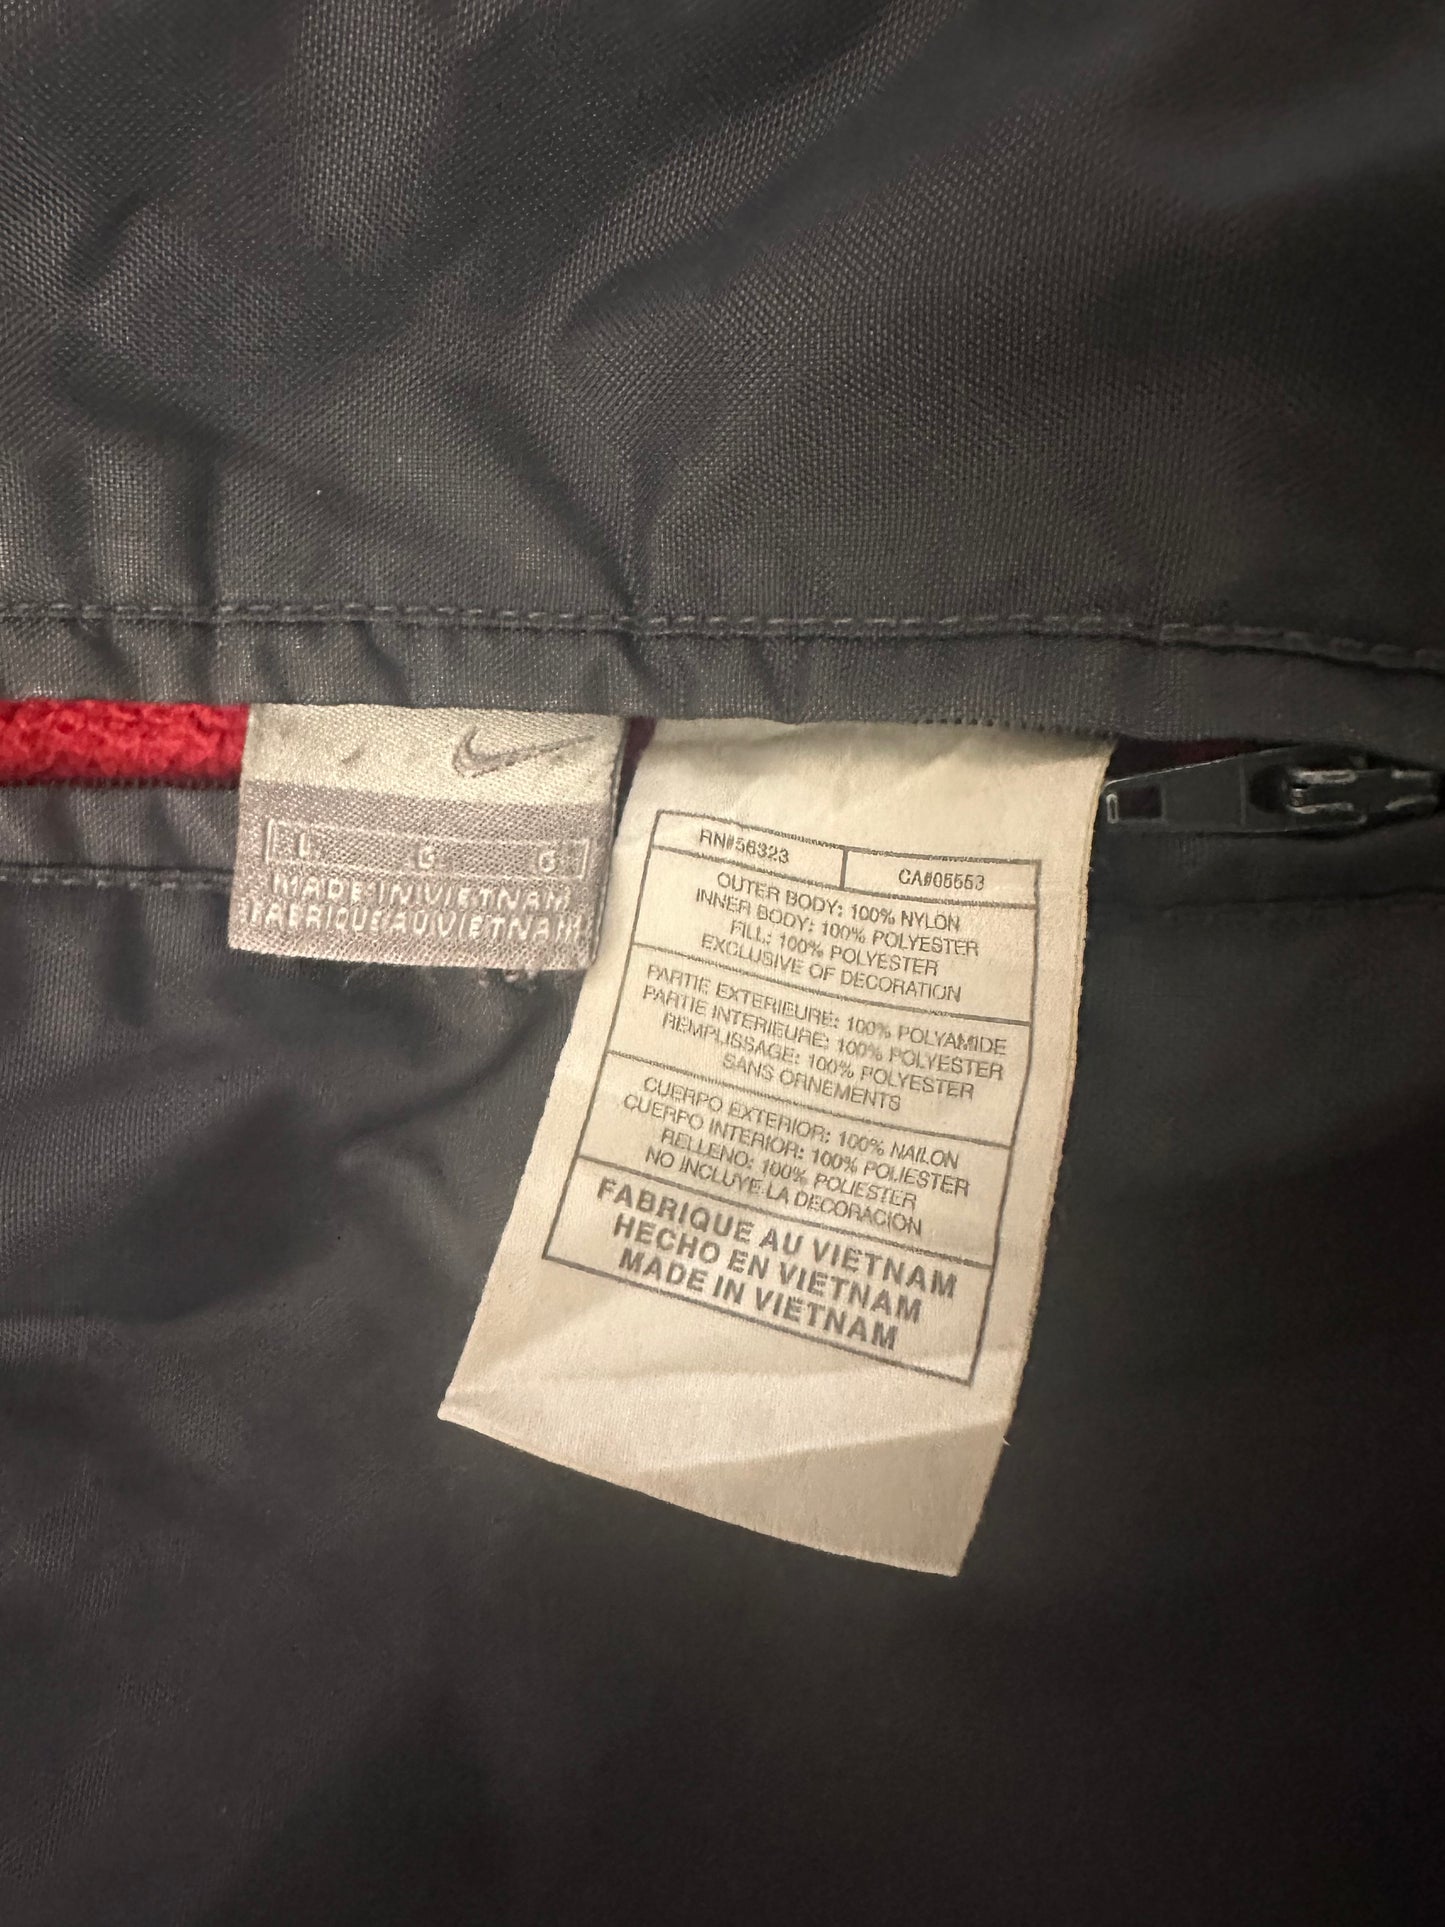 L G G
MADE IN VIETNAM
FABRIQUE AU VIETNAM
RN#56323
CA#05553
OUTER BODY: 100% NYLON
INNER BODY: 100% POLYESTER
FILL: 100% POLYESTER
EXCLUSIVE OF DECORATION
PARTIE EXTERIEURE: 100% POLYAMIDE
PARTIE INTERIEURE: 100% POLYESTER
REMPLISSAGE: 100% POLYESTER
SANS ORNEMENTS
CUERPO EXTERIOR: 100% NAILON
CUERPO INTERIOR: 100% POLIESTER
RELLENO: 100% POLIESTER
NO INCLUYE LA DECORACION
FABRIQUE AU VIETNAM
HECHO EN VIETNAM
MADE IN VIETNAM